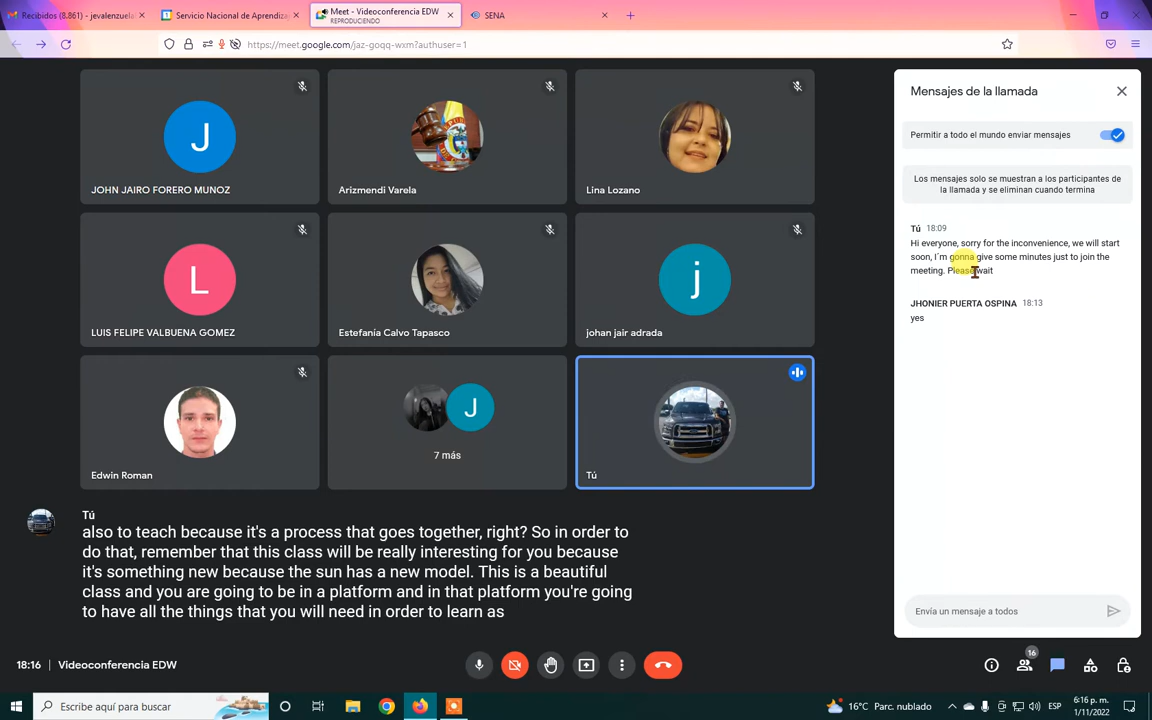 Recibidos (8.861) - jevalenzuela
Servicio Nacional de Aprendiza
Meet - Videoconferencia EDW
REPRODUCIENDO
SENA
https://meet.google.com/jaz-goqq-wxm?authuser=1
JOHN JAIRO FORERO MUNOZ
Arizmendi Varela
Lina Lozano
LUIS FELIPE VALBUENA GOMEZ
Estefanía Calvo Tapasco
johan jair adrada
Edwin Roman
7 más
Tú
J
L
j
J
Mensajes de la llamada
Permitir a todo el mundo enviar mensajes
Los mensajes solo se muestran a los participantes de
la llamada y se eliminan cuando termina
Tú 18:09
Hi everyone, sorry for the inconvenience, we will start
soon, I´m gonna give some minutes just to join the
meeting. Please wait
JHONIER PUERTA OSPINA 18:13
yes
Envía un mensaje a todos
Tú
also to teach because it's a process that goes together, right? So in order to
do that, remember that this class will be really interesting for you because
it's something new because the sun has a new model. This is a beautiful
class and you are going to be in a platform and in that platform you're going
to have all the things that you will need in order to learn as
18:16 Videoconferencia EDW
16
Escribe aquí para buscar
16°C Parc. nublado
ESP
6:16 p. m.
1/11/2022